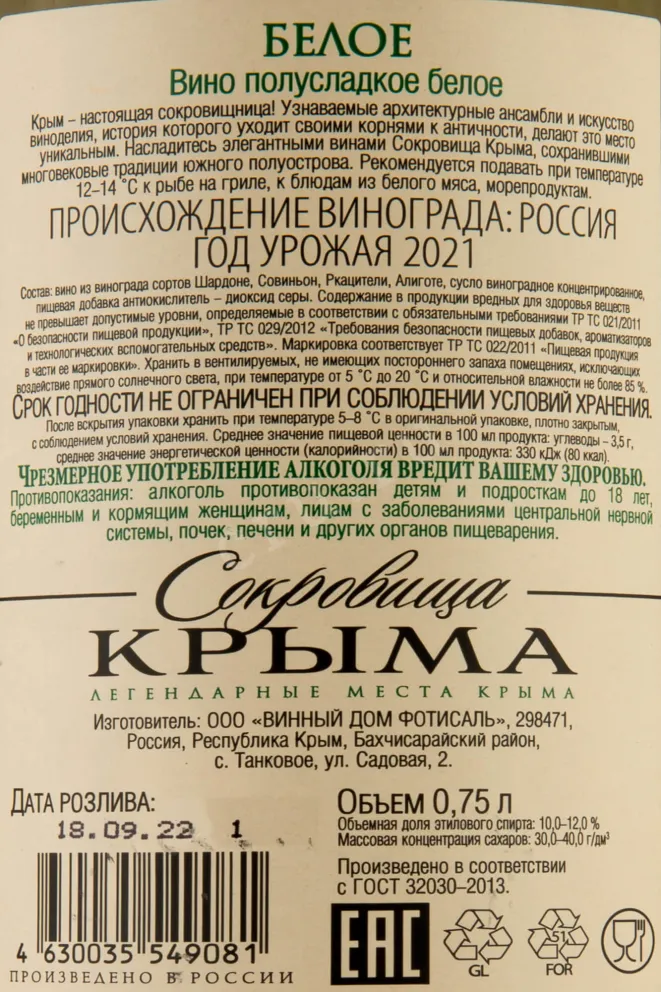 БЕЛОЕ
Вино полусладкое белое
Крым – настоящая сокровищница! Узнаваемые архитектурные ансамбли и искусство
виноделия, история которого уходит своими корнями к античности, делают это место
уникальным. Насладитесь элегантными винами Сокровища Крыма, сохранившими
многовековые традиции южного полуострова. Рекомендуется подавать при температуре
12–14 °С к рыбе на гриле, к блюдам из белого мяса, морепродуктам.
ПРОИСХОЖДЕНИЕ ВИНОГРАДА: РОССИЯ
ГОД УРОЖАЯ 2021
Состав: вино из винограда сортов Шардоне, Совиньон, Ркацители, Алиготе, сусло виноградное концентрированное,
пищевая добавка антиокислитель – диоксид серы. Содержание в продукции вредных для здоровья веществ
не превышает допустимые уровни, определяемые в соответствии с обязательными требованиями ТР ТС 021/2011
«О безопасности пищевой продукции», ТР ТС 029/2012 «Требования безопасности пищевых добавок, ароматизаторов
и технологических вспомогательных средств». Маркировка соответствует ТР ТС 022/2011 «Пищевая продукция
в части ее маркировки». Хранить в вентилируемых, не имеющих постороннего запаха помещениях, исключающих
воздействие прямого солнечного света, при температуре от 5 °С до 20 °С и относительной влажности не более 85 %.
СРОК ГОДНОСТИ НЕ ОГРАНИЧЕН ПРИ СОБЛЮДЕНИИ УСЛОВИЙ ХРАНЕНИЯ.
После вскрытия упаковки хранить при температуре 5–8 °С в оригинальной упаковке, плотно закрытым,
с соблюдением условий хранения. Среднее значение пищевой ценности в 100 мл продукта: углеводы – 3,5 г,
среднее значение энергетической ценности (калорийности) в 100 мл продукта: 330 кДж (80 ккал).
ЧРЕЗМЕРНОЕ УПОТРЕБЛЕНИЕ АЛКОГОЛЯ ВРЕДИТ ВАШЕМУ ЗДОРОВЬЮ.
Противопоказания: алкоголь противопоказан детям и подросткам до 18 лет,
беременным и кормящим женщинам, лицам с заболеваниями центральной нервной
системы, почек, печени и других органов пищеварения.
Сокровища
КРЫМА
ЛЕГЕНДАРНЫЕ МЕСТА КРЫМА
Изготовитель: ООО «ВИННЫЙ ДОМ ФОТИСАЛЬ», 298471,
Россия, Республика Крым, Бахчисарайский район,
с. Танковое, ул. Садовая, 2.
ДАТА РОЗЛИВА:
18.09.22 1
4 630035 549081
ПРОИЗВЕДЕНО В РОССИИ
ОБЪЕМ 0,75 Л
Объемная доля этилового спирта: 10,0–12,0 %
Массовая концентрация сахаров: 30,0–40,0 г/дм³
Произведено в соответствии
с ГОСТ 32030–2013.
ЕАС
GL
51
FOR